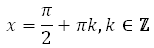 x = π/2 + πk, k ∈ ℤ